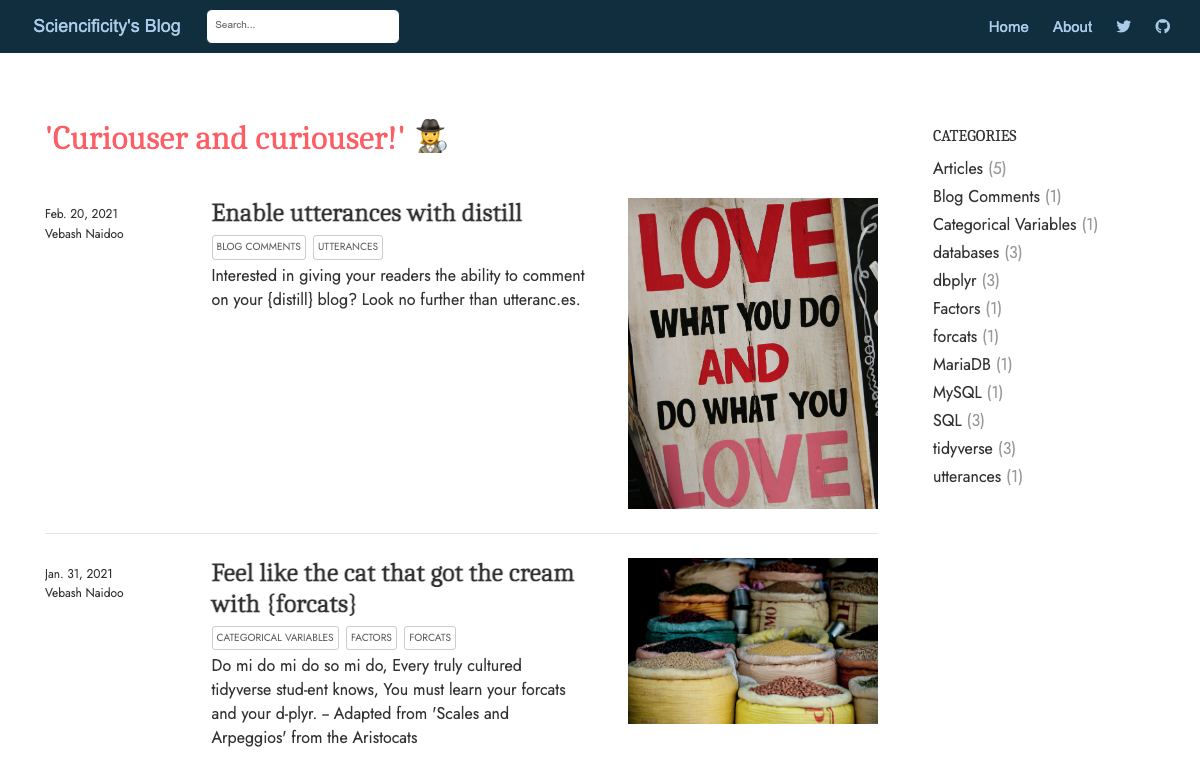 Sciencificity's Blog
Search...
Home
About
'Curiouser and curiouser!'
Feb. 20, 2021
Vebash Naidoo
Enable utterances with distill
BLOG COMMENTS
UTTERANCES
Interested in giving your readers the ability to comment
on your {distill} blog? Look no further than utteranc.es.
LOVE
WHAT YOU DO
AND
DO WHAT YOU
LOVE
Jan. 31, 2021
Vebash Naidoo
Feel like the cat that got the cream
with {forcats}
CATEGORICAL VARIABLES
FACTORS
FORCATS
Do mi do mi do so mi do, Every truly cultured
tidyverse stud-ent knows, You must learn your forcats
and your d-plyr. – Adapted from 'Scales and
Arpeggios' from the Aristocats
CATEGORIES
Articles (5)
Blog Comments (1)
Categorical Variables (1)
databases (3)
dbplyr (3)
Factors (1)
forcats (1)
MariaDB (1)
MySQL (1)
SQL (3)
tidyverse (3)
utterances (1)